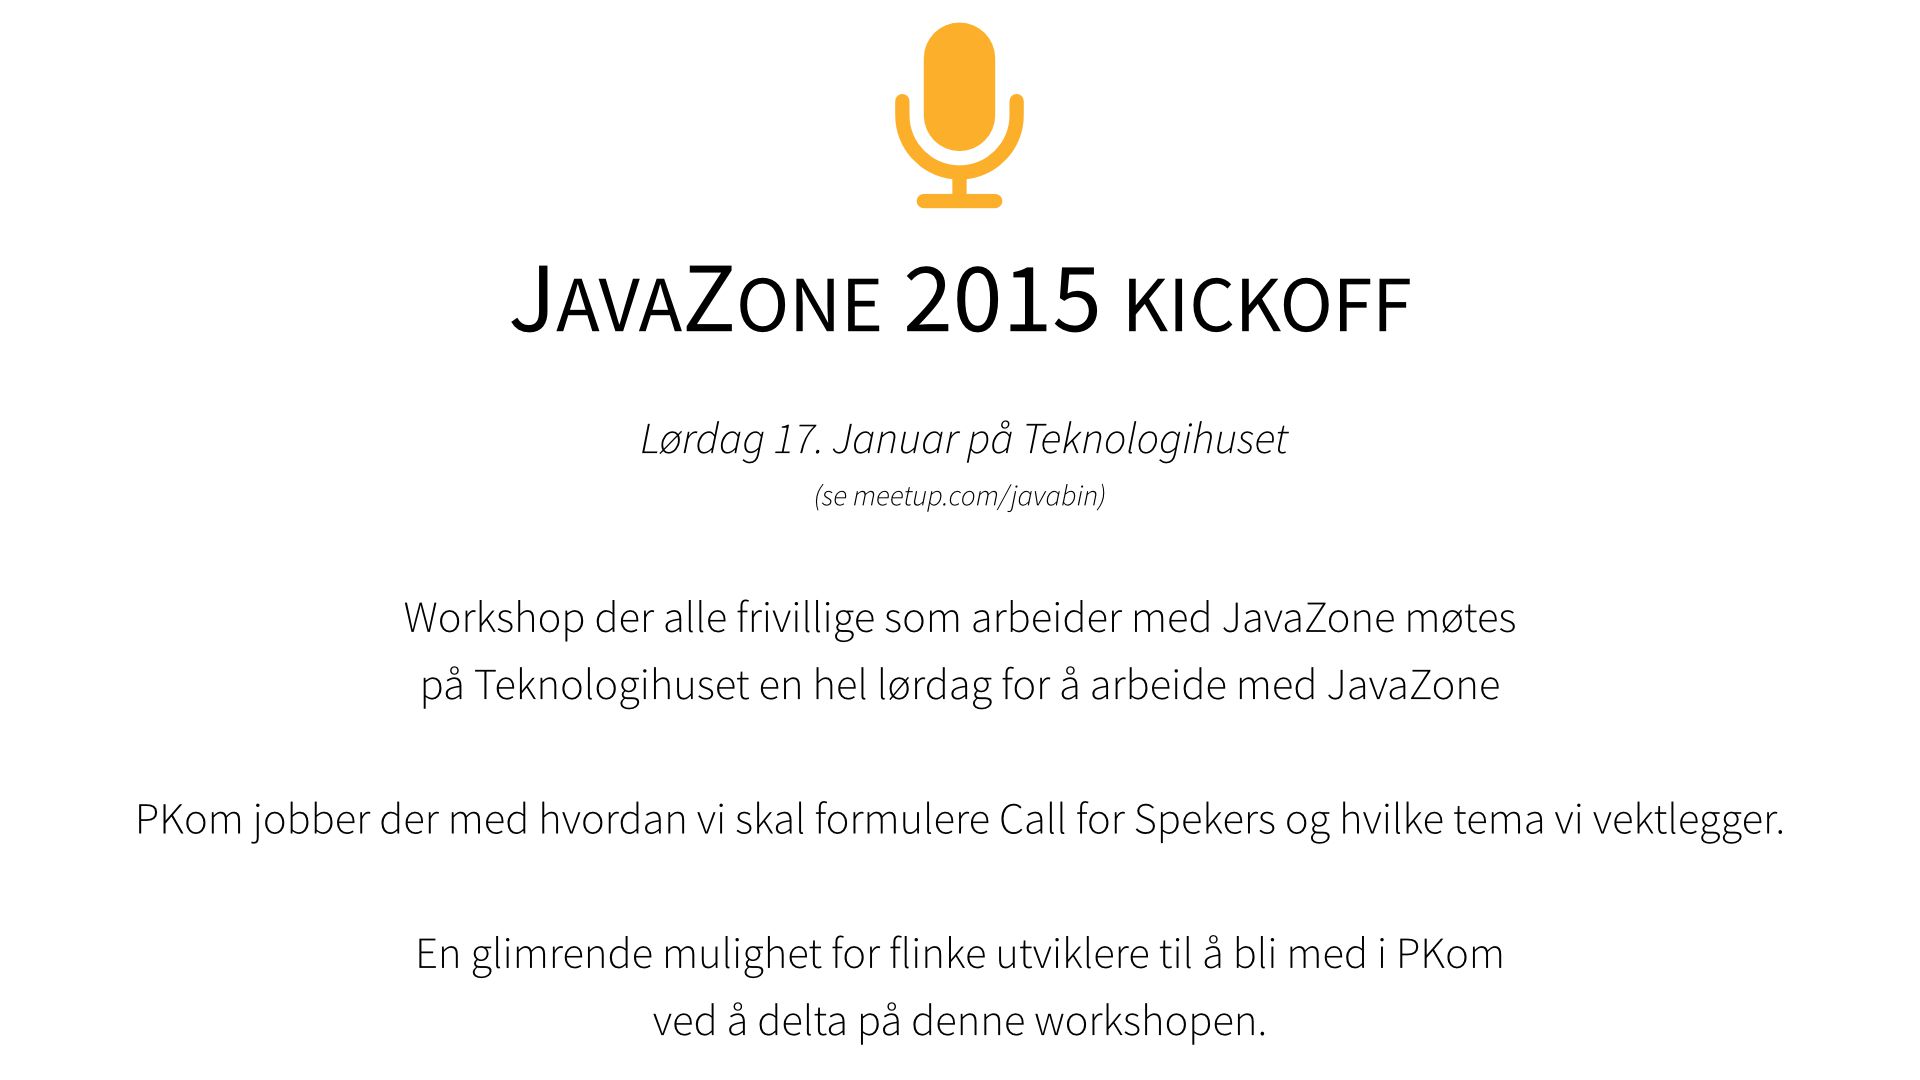 JavaZone 2015 kickoff
Lørdag 17. Januar på Teknologihuset
(se meetup.com/javabin)
Workshop der alle frivillige som arbeider med JavaZone møtes
på Teknologihuset en hel lørdag for å arbeide med JavaZone
PKom jobber der med hvordan vi skal formulere Call for Spekers og hvilke tema vi vektlegger.
En glimrende mulighet for flinke utviklere til å bli med i PKom
ved å delta på denne workshopen.